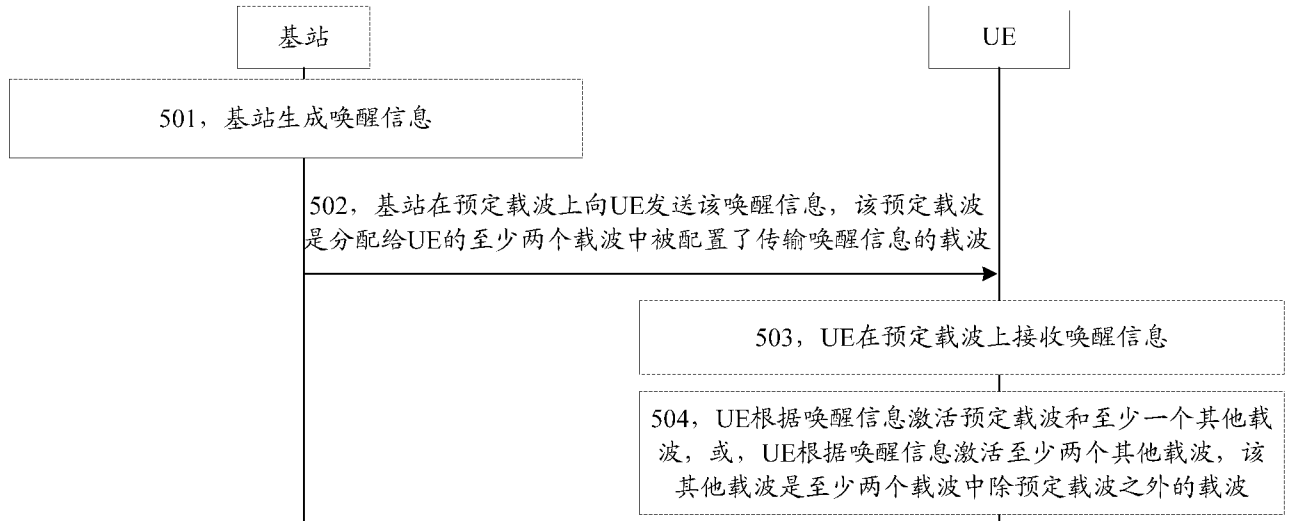 基站
UE
501，基站生成唤醒信息
502，基站在预定载波上向UE发送该唤醒信息，该预定载波
是分配给UE的至少两个载波中被配置了传输唤醒信息的载波
503，UE在预定载波上接收唤醒信息
504，UE根据唤醒信息激活预定载波和至少一个其他载
波，或，UE根据唤醒信息激活至少两个其他载波，该
其他载波是至少两个载波中除预定载波之外的载波